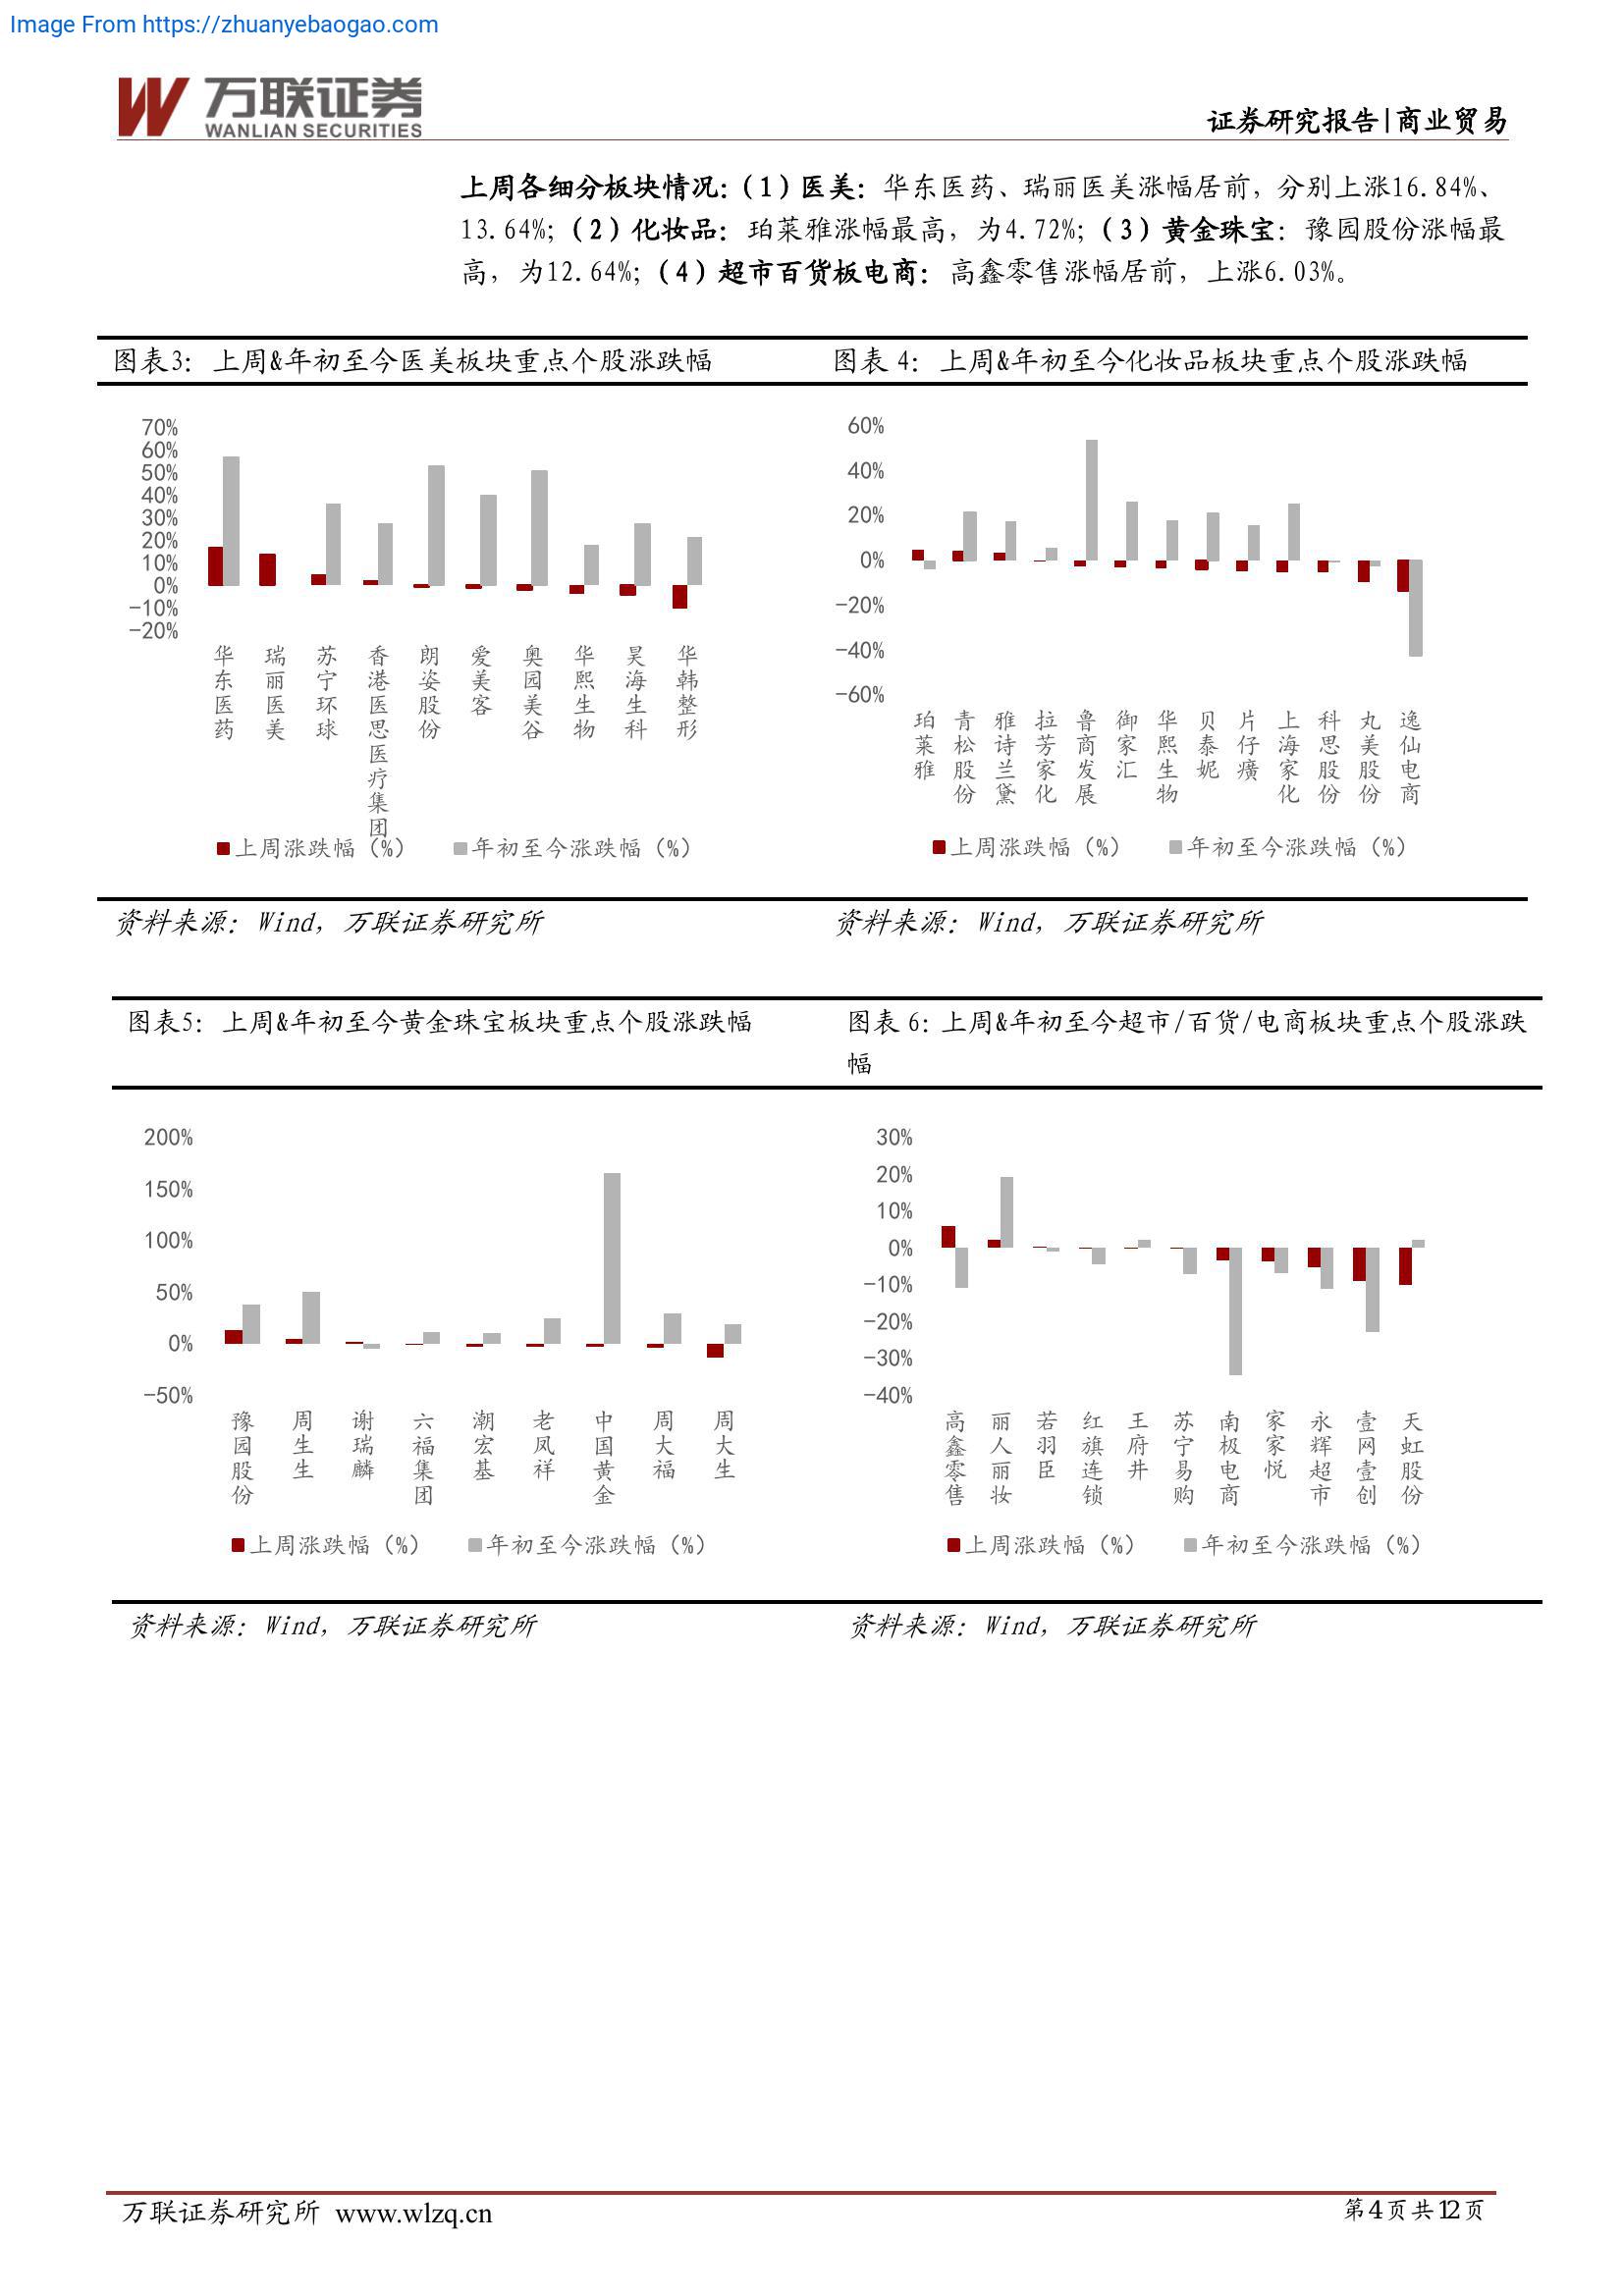 Image From https://zhuanyebaogao.com
万联证券
WANLIAN SECURITIES
证券研究报告|商业贸易
上周各细分板块情况：（1）医美：华东医药、瑞丽医美涨幅居前，分别上涨16.84%、
13.64%；（2）化妆品：珀莱雅涨幅最高，为4.72%；（3）黄金珠宝：豫园股份涨幅最
高，为12.64%；（4）超市百货板电商：高鑫零售涨幅居前，上涨6.03%。
图表3：上周&年初至今医美板块重点个股涨跌幅
70%
60%
50%
40%
30%
20%
10%
0%
-10%
-20%
华东医药
瑞丽医美
苏宁环球
香港医思医疗集团
朗姿股份
爱美客
奥园美谷
华熙生物
昊海生科
华韩整形
上周涨跌幅（%）
年初至今涨跌幅（%）
图表 4：上周&年初至今化妆品板块重点个股涨跌幅
60%
40%
20%
0%
-20%
-40%
-60%
珀莱雅
青松股份
雅诗兰黛
拉芳家化
鲁商发展
御家汇
华熙生物
贝泰妮
片仔癀
上海家化
科思股份
丸美股份
逸仙电商
上周涨跌幅（%）
年初至今涨跌幅（%）
资料来源：Wind，万联证券研究所
资料来源：Wind，万联证券研究所
图表5：上周&年初至今黄金珠宝板块重点个股涨跌幅
200%
150%
100%
50%
0%
-50%
豫园股份
周生生
谢瑞麟
六福集团
潮宏基
老凤祥
中国黄金
周大福
周大生
上周涨跌幅（%）
年初至今涨跌幅（%）
图表 6：上周&年初至今超市/百货/电商板块重点个股涨跌
幅
30%
20%
10%
0%
-10%
-20%
-30%
-40%
高鑫零售
丽人丽妆
若羽臣
红旗连锁
王府井
苏宁易购
南极电商
家家悦
永辉超市
壹网壹创
天虹股份
上周涨跌幅（%）
年初至今涨跌幅（%）
资料来源：Wind，万联证券研究所
资料来源：Wind，万联证券研究所
万联证券研究所 www.wlzq.cn
第4页共12页